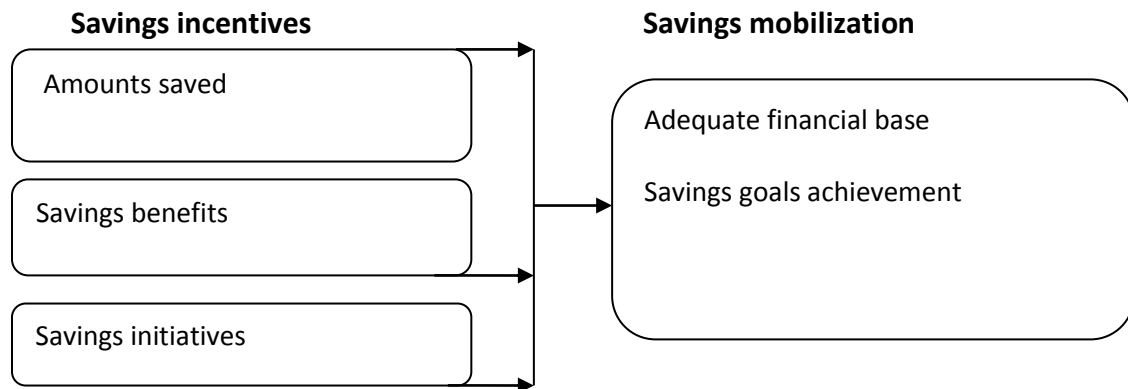 Savings incentives
Savings mobilization
Amounts saved
Adequate financial base
Savings goals achievement
Savings benefits
Savings initiatives